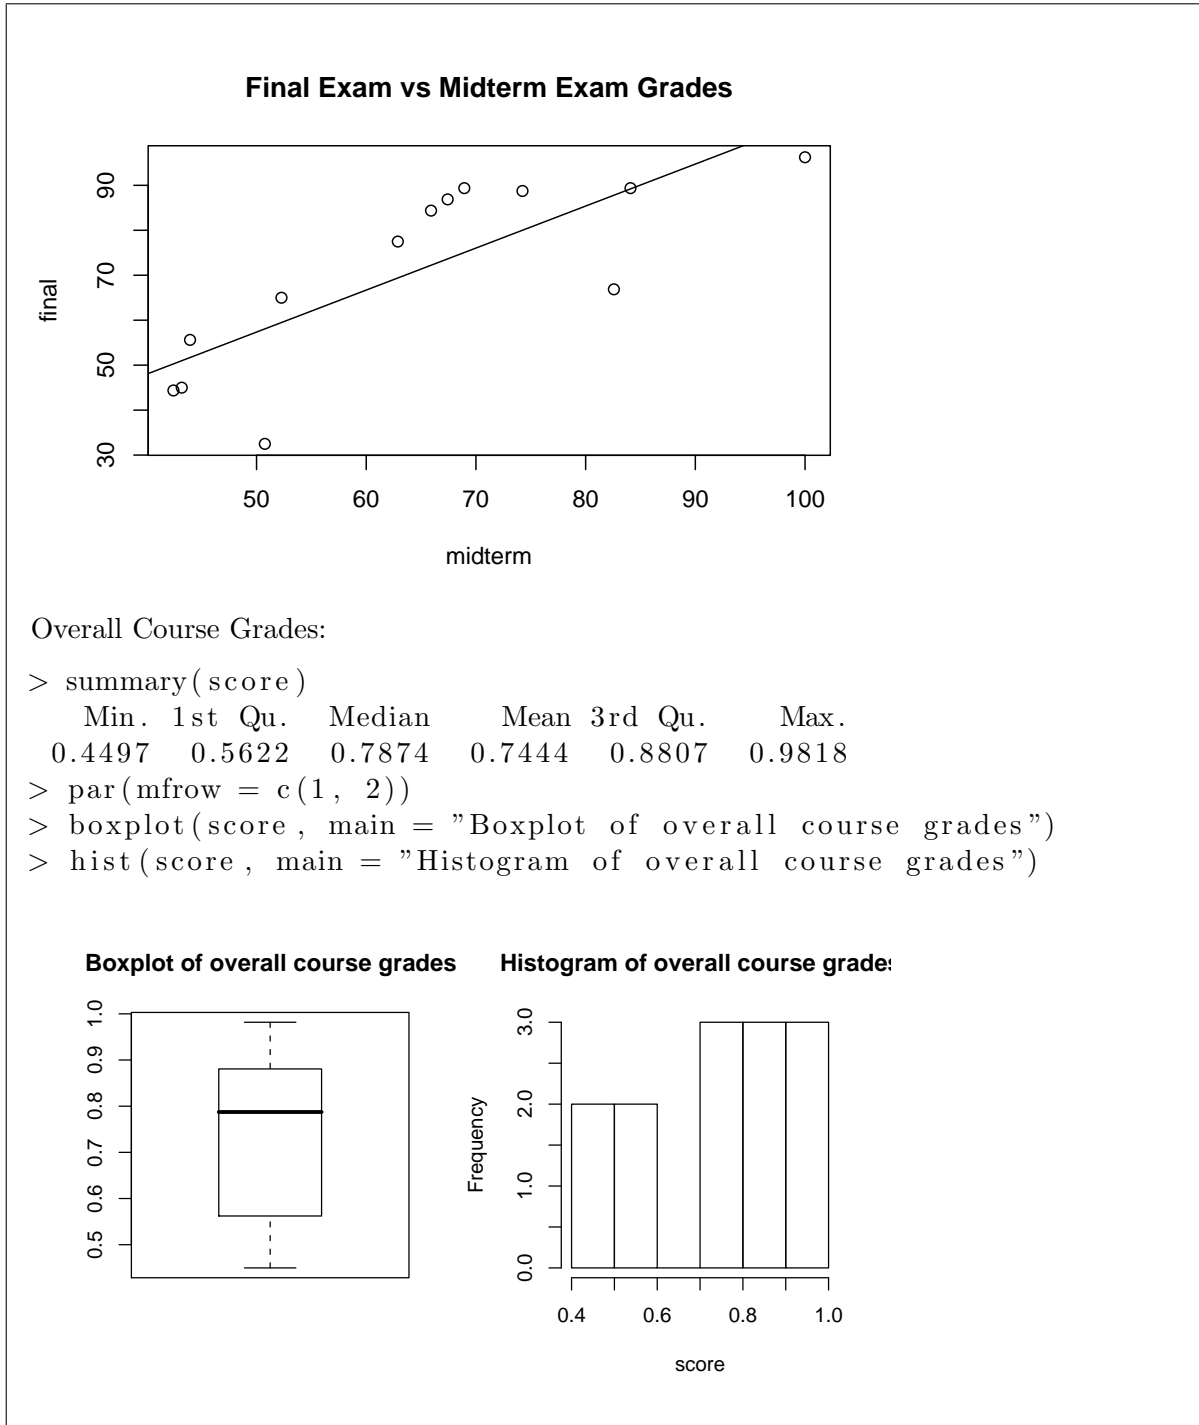 Final Exam vs Midterm Exam Grades
90
70
50
30
final
50 60 70 80 90 100
midterm
Overall Course Grades:
> summary(score)
Min. 1st Qu. Median Mean 3rd Qu. Max.
0.4497 0.5622 0.7874 0.7444 0.8807 0.9818
> par(mfrow = c(1, 2))
> boxplot(score, main = "Boxplot of overall course grades")
> hist(score, main = "Histogram of overall course grades")
Boxplot of overall course grades
1.0
0.9
0.8
0.7
0.6
0.5
Histogram of overall course grades
3.0
2.0
1.0
0.0
Frequency
0.4 0.6 0.8 1.0
score